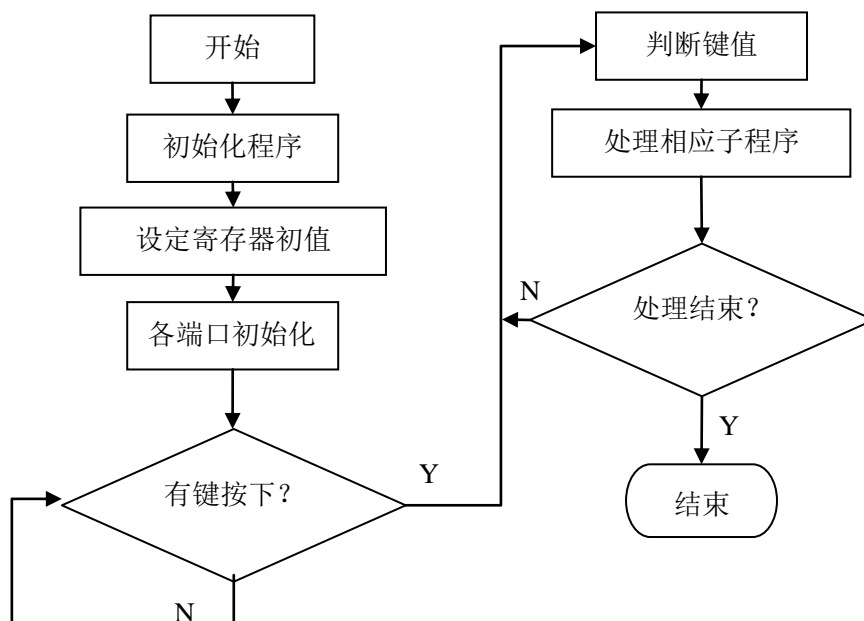 开始
初始化程序
设定寄存器初值
各端口初始化
有键按下?
Y
N
判断键值
处理相应子程序
处理结束?
N
Y
结束